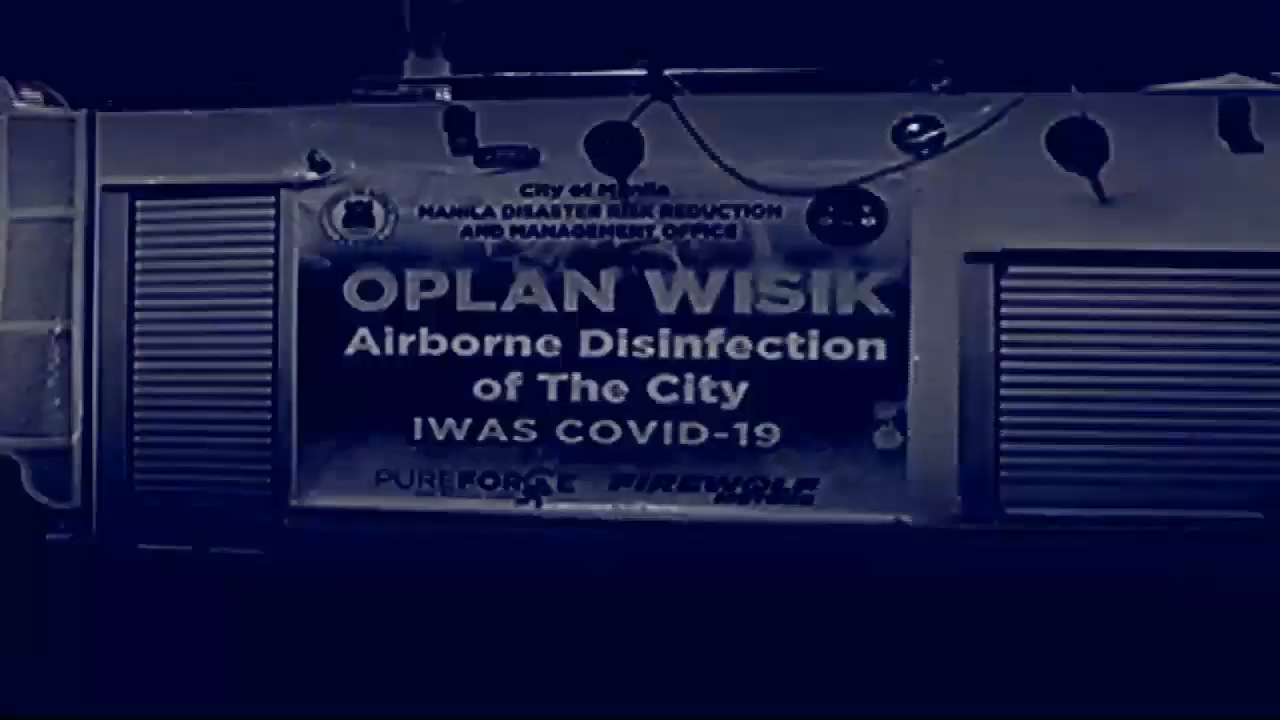 City of Manila
MANILA DISASTER RISK REDUCTION
AND MANAGEMENT OFFICE
OPLAN WISIK
Airborne Disinfection
of The City
IWAS COVID-19
PUREFORCE FIREWOLF